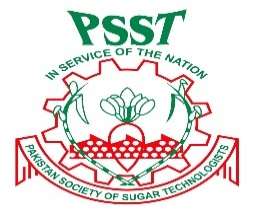 PSST
IN SERVICE OF THE NATION
PAKISTAN SOCIETY OF SUGAR TECHNOLOGISTS